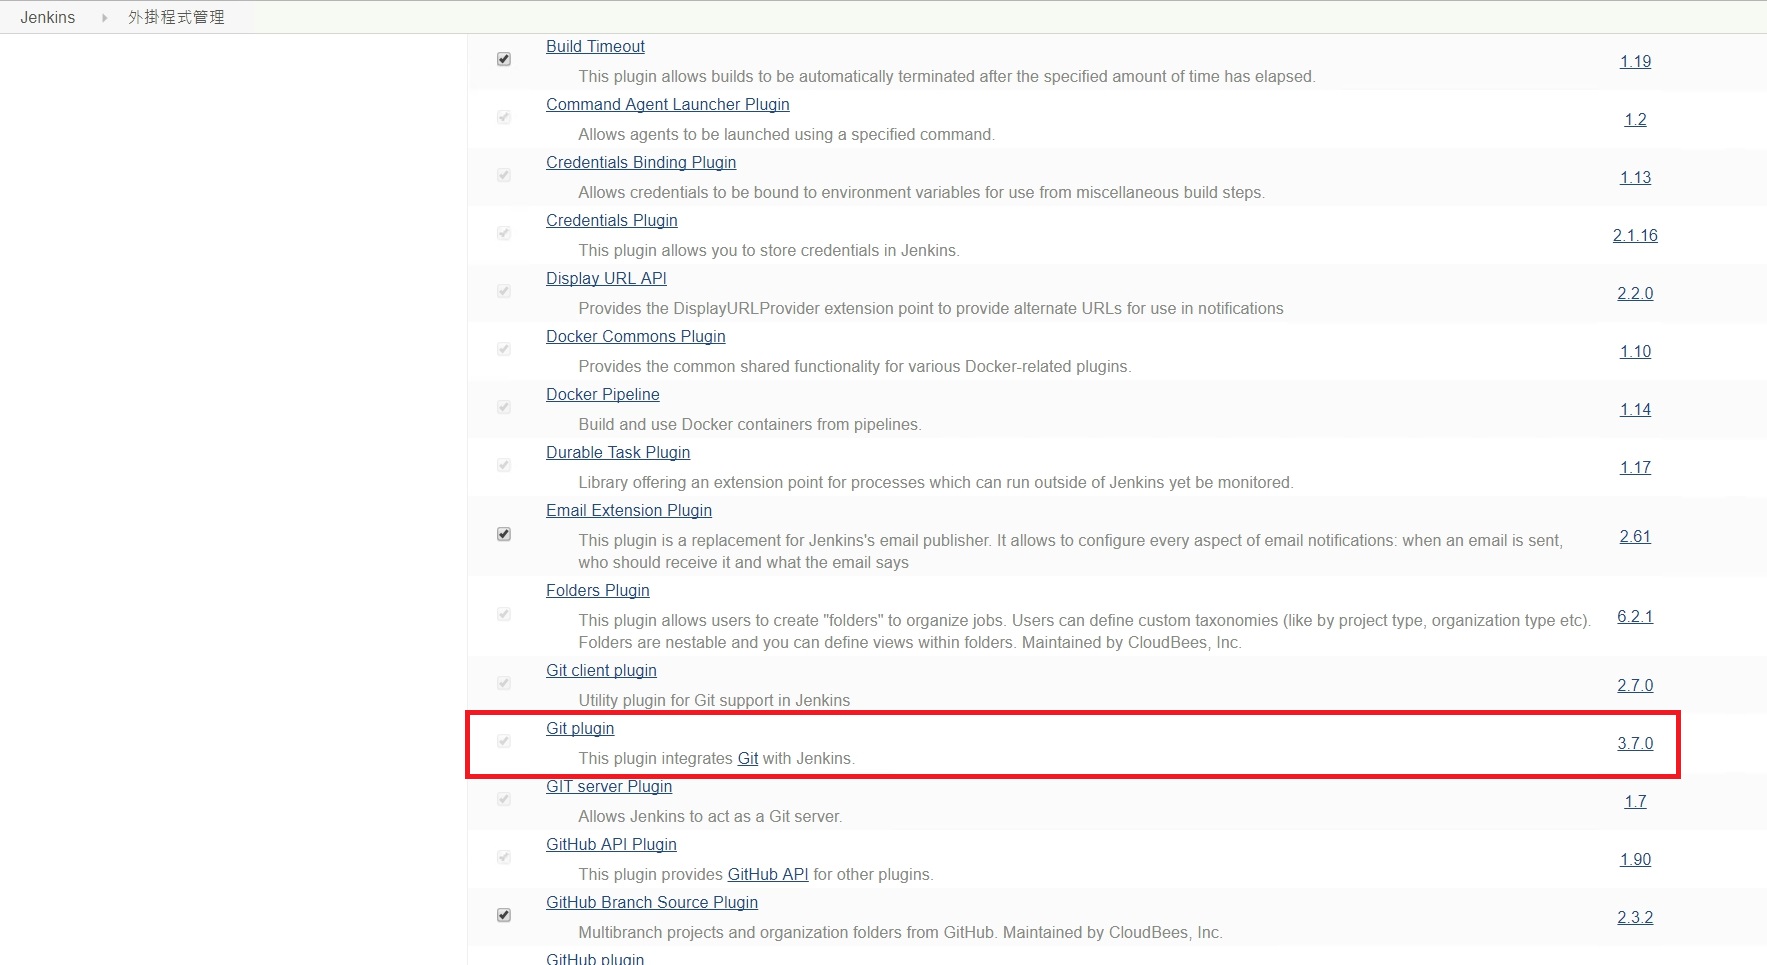 Jenkins 外掛程式管理
Build Timeout
This plugin allows builds to be automatically terminated after the specified amount of time has elapsed.
1.19
Command Agent Launcher Plugin
Allows agents to be launched using a specified command.
1.2
Credentials Binding Plugin
Allows credentials to be bound to environment variables for use from miscellaneous build steps.
1.13
Credentials Plugin
This plugin allows you to store credentials in Jenkins.
2.1.16
Display URL API
Provides the DisplayURLProvider extension point to provide alternate URLs for use in notifications
2.2.0
Docker Commons Plugin
Provides the common shared functionality for various Docker-related plugins.
1.10
Docker Pipeline
Build and use Docker containers from pipelines.
1.14
Durable Task Plugin
Library offering an extension point for processes which can run outside of Jenkins yet be monitored.
1.17
Email Extension Plugin
This plugin is a replacement for Jenkins's email publisher. It allows to configure every aspect of email notifications: when an email is sent,
who should receive it and what the email says
2.61
Folders Plugin
This plugin allows users to create "folders" to organize jobs. Users can define custom taxonomies (like by project type, organization type etc).
Folders are nestable and you can define views within folders. Maintained by CloudBees, Inc.
6.2.1
Git client plugin
Utility plugin for Git support in Jenkins
2.7.0
Git plugin
This plugin integrates Git with Jenkins.
3.7.0
GIT server Plugin
Allows Jenkins to act as a Git server.
1.7
GitHub API Plugin
This plugin provides GitHub API for other plugins.
1.90
GitHub Branch Source Plugin
Multibranch projects and organization folders from GitHub. Maintained by CloudBees, Inc.
2.3.2
GitHub plugin